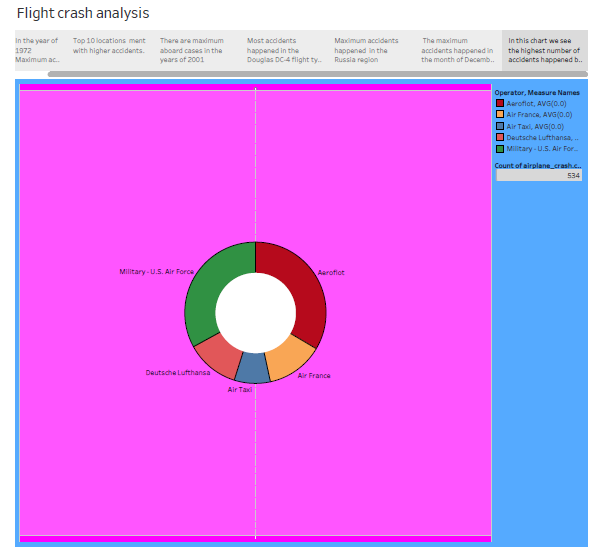 Flight crash analysis
In the year of
1972
Maximum ac..
Top 10 locations ment
with higher accidents.
There are maximum
aboard cases in the
years of 2001
Most accidents
happened in the
Douglas DC-4 flight ty..
Maximum accidents
happened in the
Russia region
The maximum
accidents happened in
the month of Decemb..
In this chart we see
the highest number of
accidents happened b..
Operator, Measure Names
Aeroflot, AVG(0.0)
Air France, AVG(0.0)
Air Taxi, AVG(0.0)
Deutsche Lufthansa, ..
Military - U.S. Air For..
Count of airplane_crash.c..
534
Military - U.S. Air Force
Aeroflot
Deutsche Lufthansa
Air France
Air Taxi